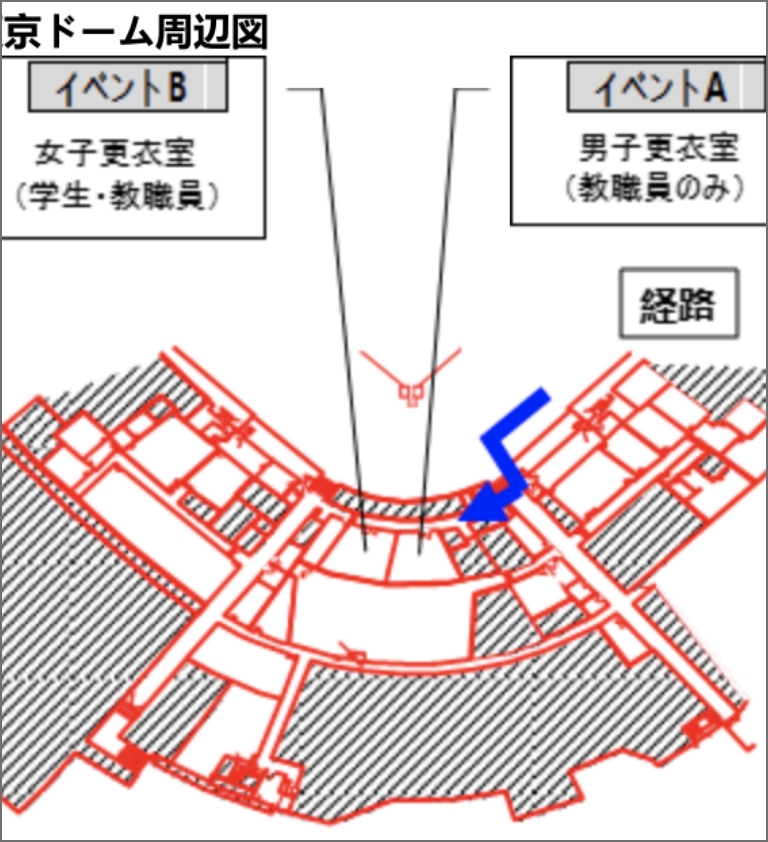 京ドーム周辺図
イベントB
女子更衣室
（学生・教職員）
イベントA
男子更衣室
（教職員のみ）
経路